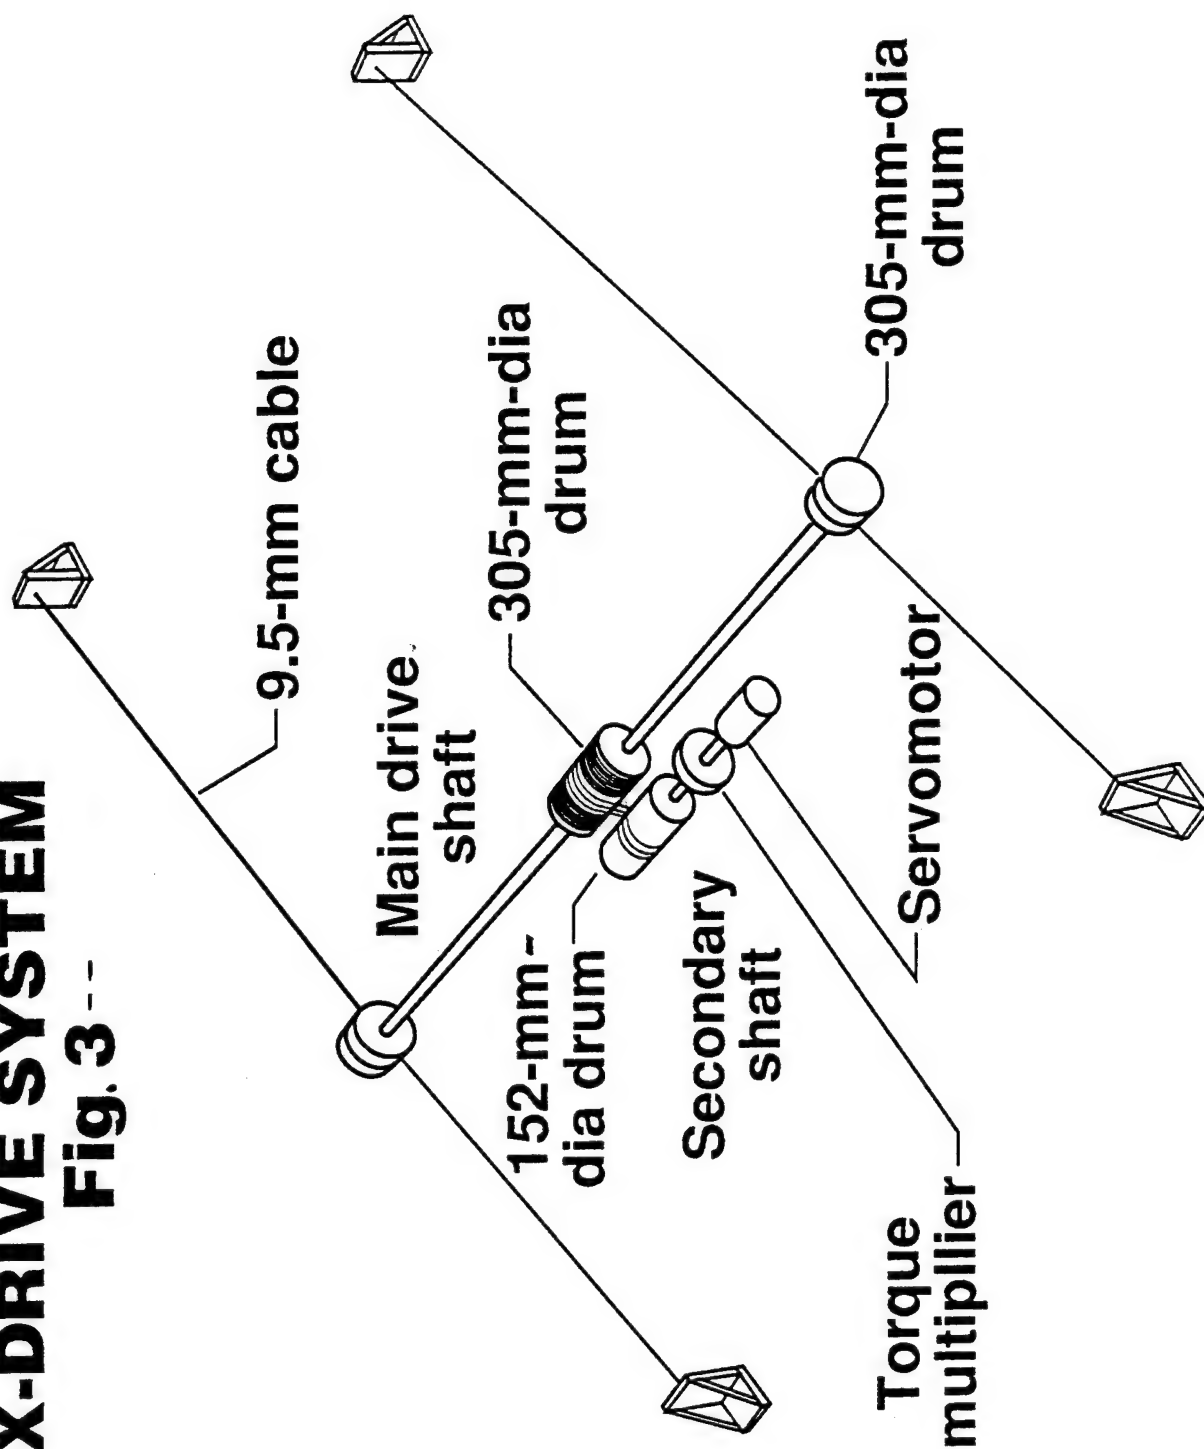 X-DRIVE SYSTEM
Fig. 3--
9.5-mm cable
Main drive
shaft
305-mm-dia
drum
152-mm-
dia drum
Secondary
shaft
305-mm-dia
drum
Servomotor
Torque
multipllier